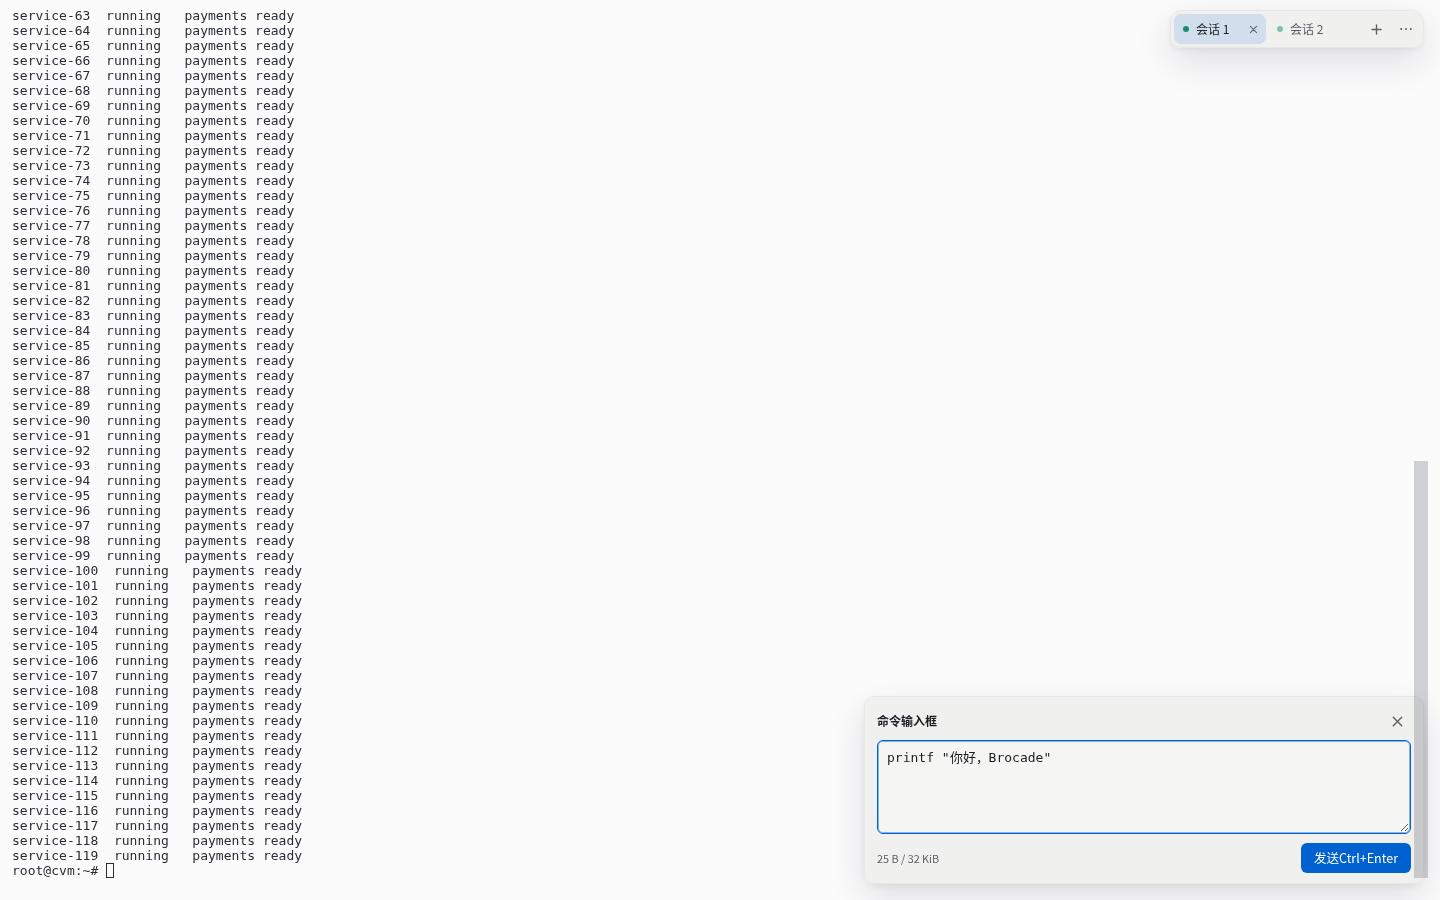 service-63  running   payments ready
service-64  running   payments ready
service-65  running   payments ready
service-66  running   payments ready
service-67  running   payments ready
service-68  running   payments ready
service-69  running   payments ready
service-70  running   payments ready
service-71  running   payments ready
service-72  running   payments ready
service-73  running   payments ready
service-74  running   payments ready
service-75  running   payments ready
service-76  running   payments ready
service-77  running   payments ready
service-78  running   payments ready
service-79  running   payments ready
service-80  running   payments ready
service-81  running   payments ready
service-82  running   payments ready
service-83  running   payments ready
service-84  running   payments ready
service-85  running   payments ready
service-86  running   payments ready
service-87  running   payments ready
service-88  running   payments ready
service-89  running   payments ready
service-90  running   payments ready
service-91  running   payments ready
service-92  running   payments ready
service-93  running   payments ready
service-94  running   payments ready
service-95  running   payments ready
service-96  running   payments ready
service-97  running   payments ready
service-98  running   payments ready
service-99  running   payments ready
service-100  running   payments ready
service-101  running   payments ready
service-102  running   payments ready
service-103  running   payments ready
service-104  running   payments ready
service-105  running   payments ready
service-106  running   payments ready
service-107  running   payments ready
service-108  running   payments ready
service-109  running   payments ready
service-110  running   payments ready
service-111  running   payments ready
service-112  running   payments ready
service-113  running   payments ready
service-114  running   payments ready
service-115  running   payments ready
service-116  running   payments ready
service-117  running   payments ready
service-118  running   payments ready
service-119  running   payments ready
root@cvm:~#
会话 1
会话 2
命令输入框
printf "你好，Brocade"
25 B / 32 KiB
发送Ctrl+Enter